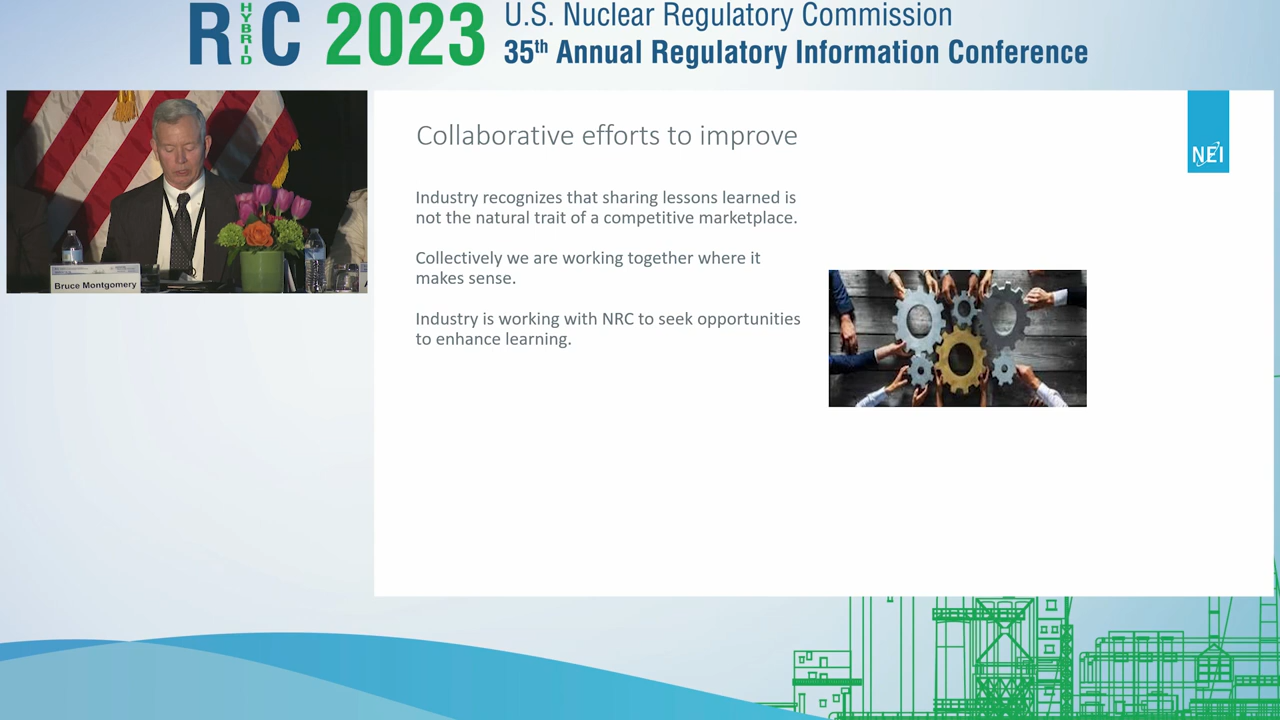 RIC 2023
HYBRID
U.S. Nuclear Regulatory Commission
35th Annual Regulatory Information Conference
Collaborative efforts to improve
NEI
Industry recognizes that sharing lessons learned is
not the natural trait of a competitive marketplace.
Collectively we are working together where it
makes sense.
Industry is working with NRC to seek opportunities
to enhance learning.
Bruce Montgomery